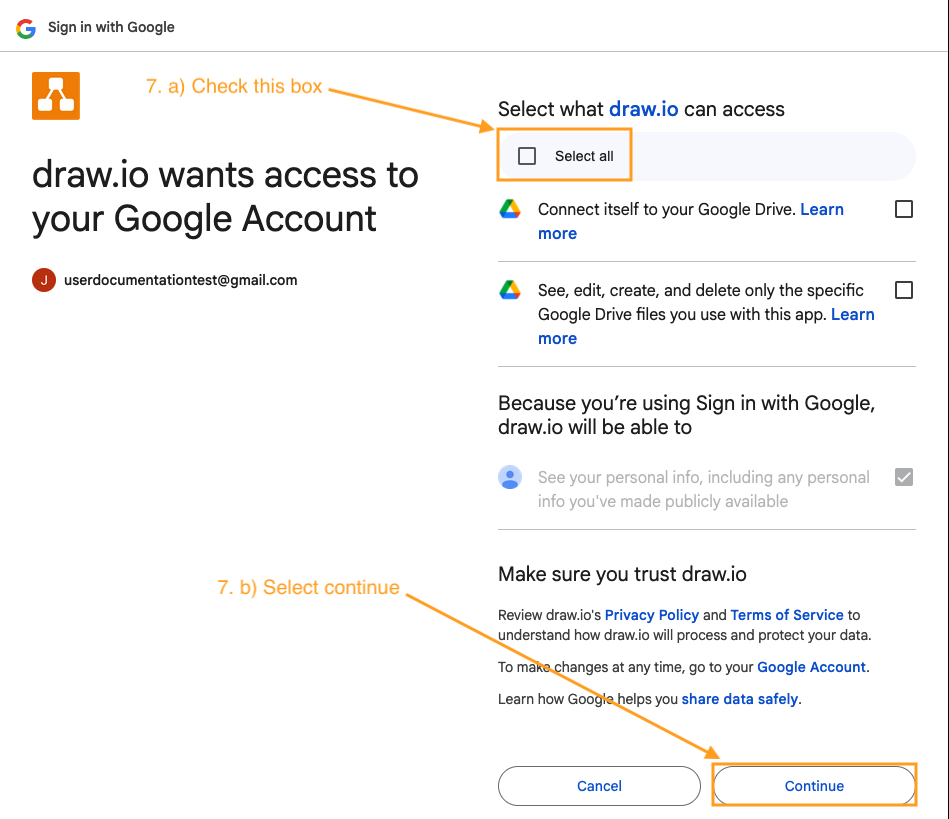 Sign in with Google
7. a) Check this box
draw.io wants access to
your Google Account
J
userdocumentationtest@gmail.com
Select what draw.io can access
Select all
Connect itself to your Google Drive. Learn
more
See, edit, create, and delete only the specific
Google Drive files you use with this app. Learn
more
Because you’re using Sign in with Google,
draw.io will be able to
See your personal info, including any personal
info you've made publicly available
7. b) Select continue
Make sure you trust draw.io
Review draw.io's Privacy Policy and Terms of Service to
understand how draw.io will process and protect your data.
To make changes at any time, go to your Google Account.
Learn how Google helps you share data safely.
Cancel
Continue